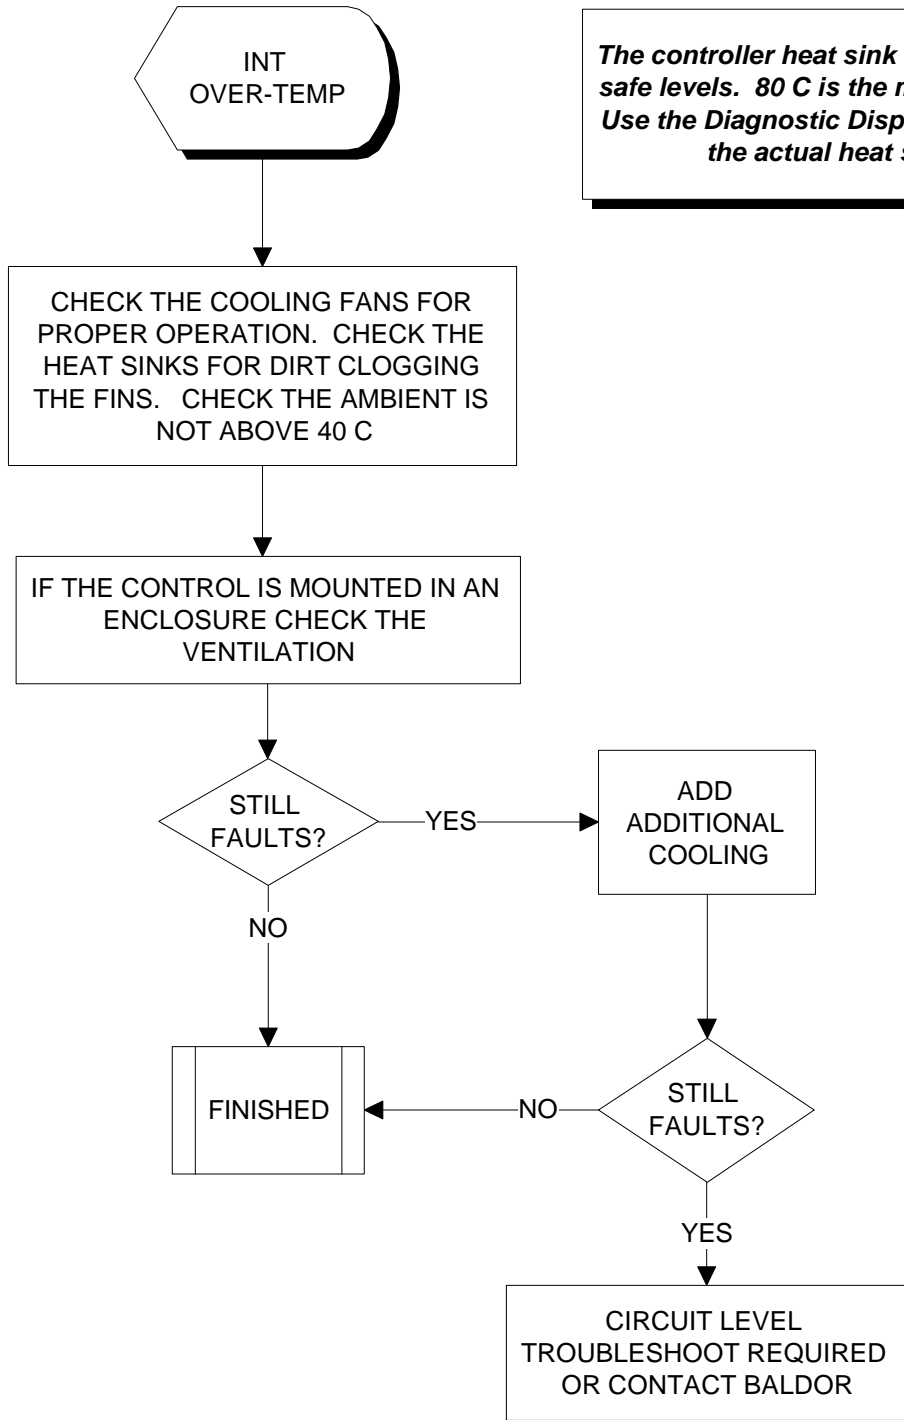 INT
OVER-TEMP
The controller heat sink
safe levels. 80 C is the
Use the Diagnostic
the actual heat
CHECK THE COOLING FANS FOR
PROPER OPERATION. CHECK THE
HEAT SINKS FOR DIRT CLOGGING
THE FINS. CHECK THE AMBIENT IS
NOT ABOVE 40 C
IF THE CONTROL IS MOUNTED IN AN
ENCLOSURE CHECK THE
VENTILATION
STILL
FAULTS?
YES
ADD
ADDITIONAL
COOLING
NO
FINISHED
NO
STILL
FAULTS?
YES
CIRCUIT LEVEL
TROUBLESHOOT REQUIRED
OR CONTACT BALDOR